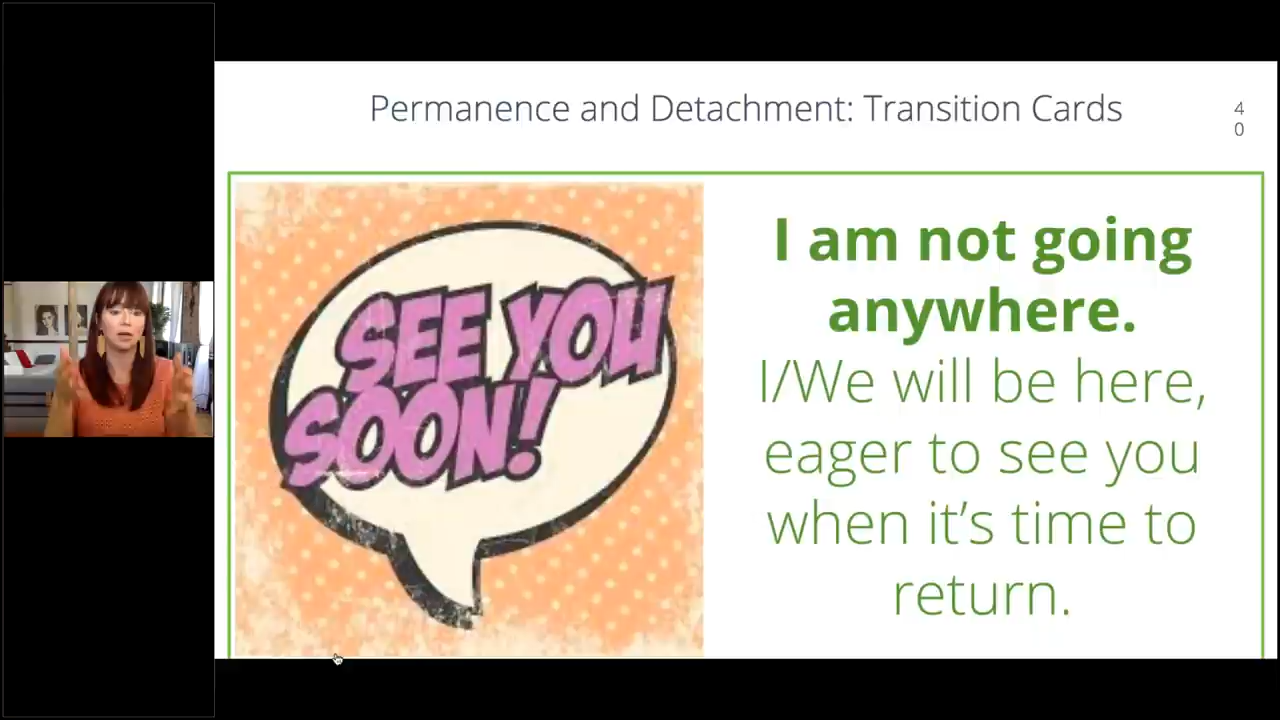 Permanence and Detachment: Transition Cards
4
0
SEE YOU
SOON!
I am not going
anywhere.
I/We will be here,
eager to see you
when it’s time to
return.